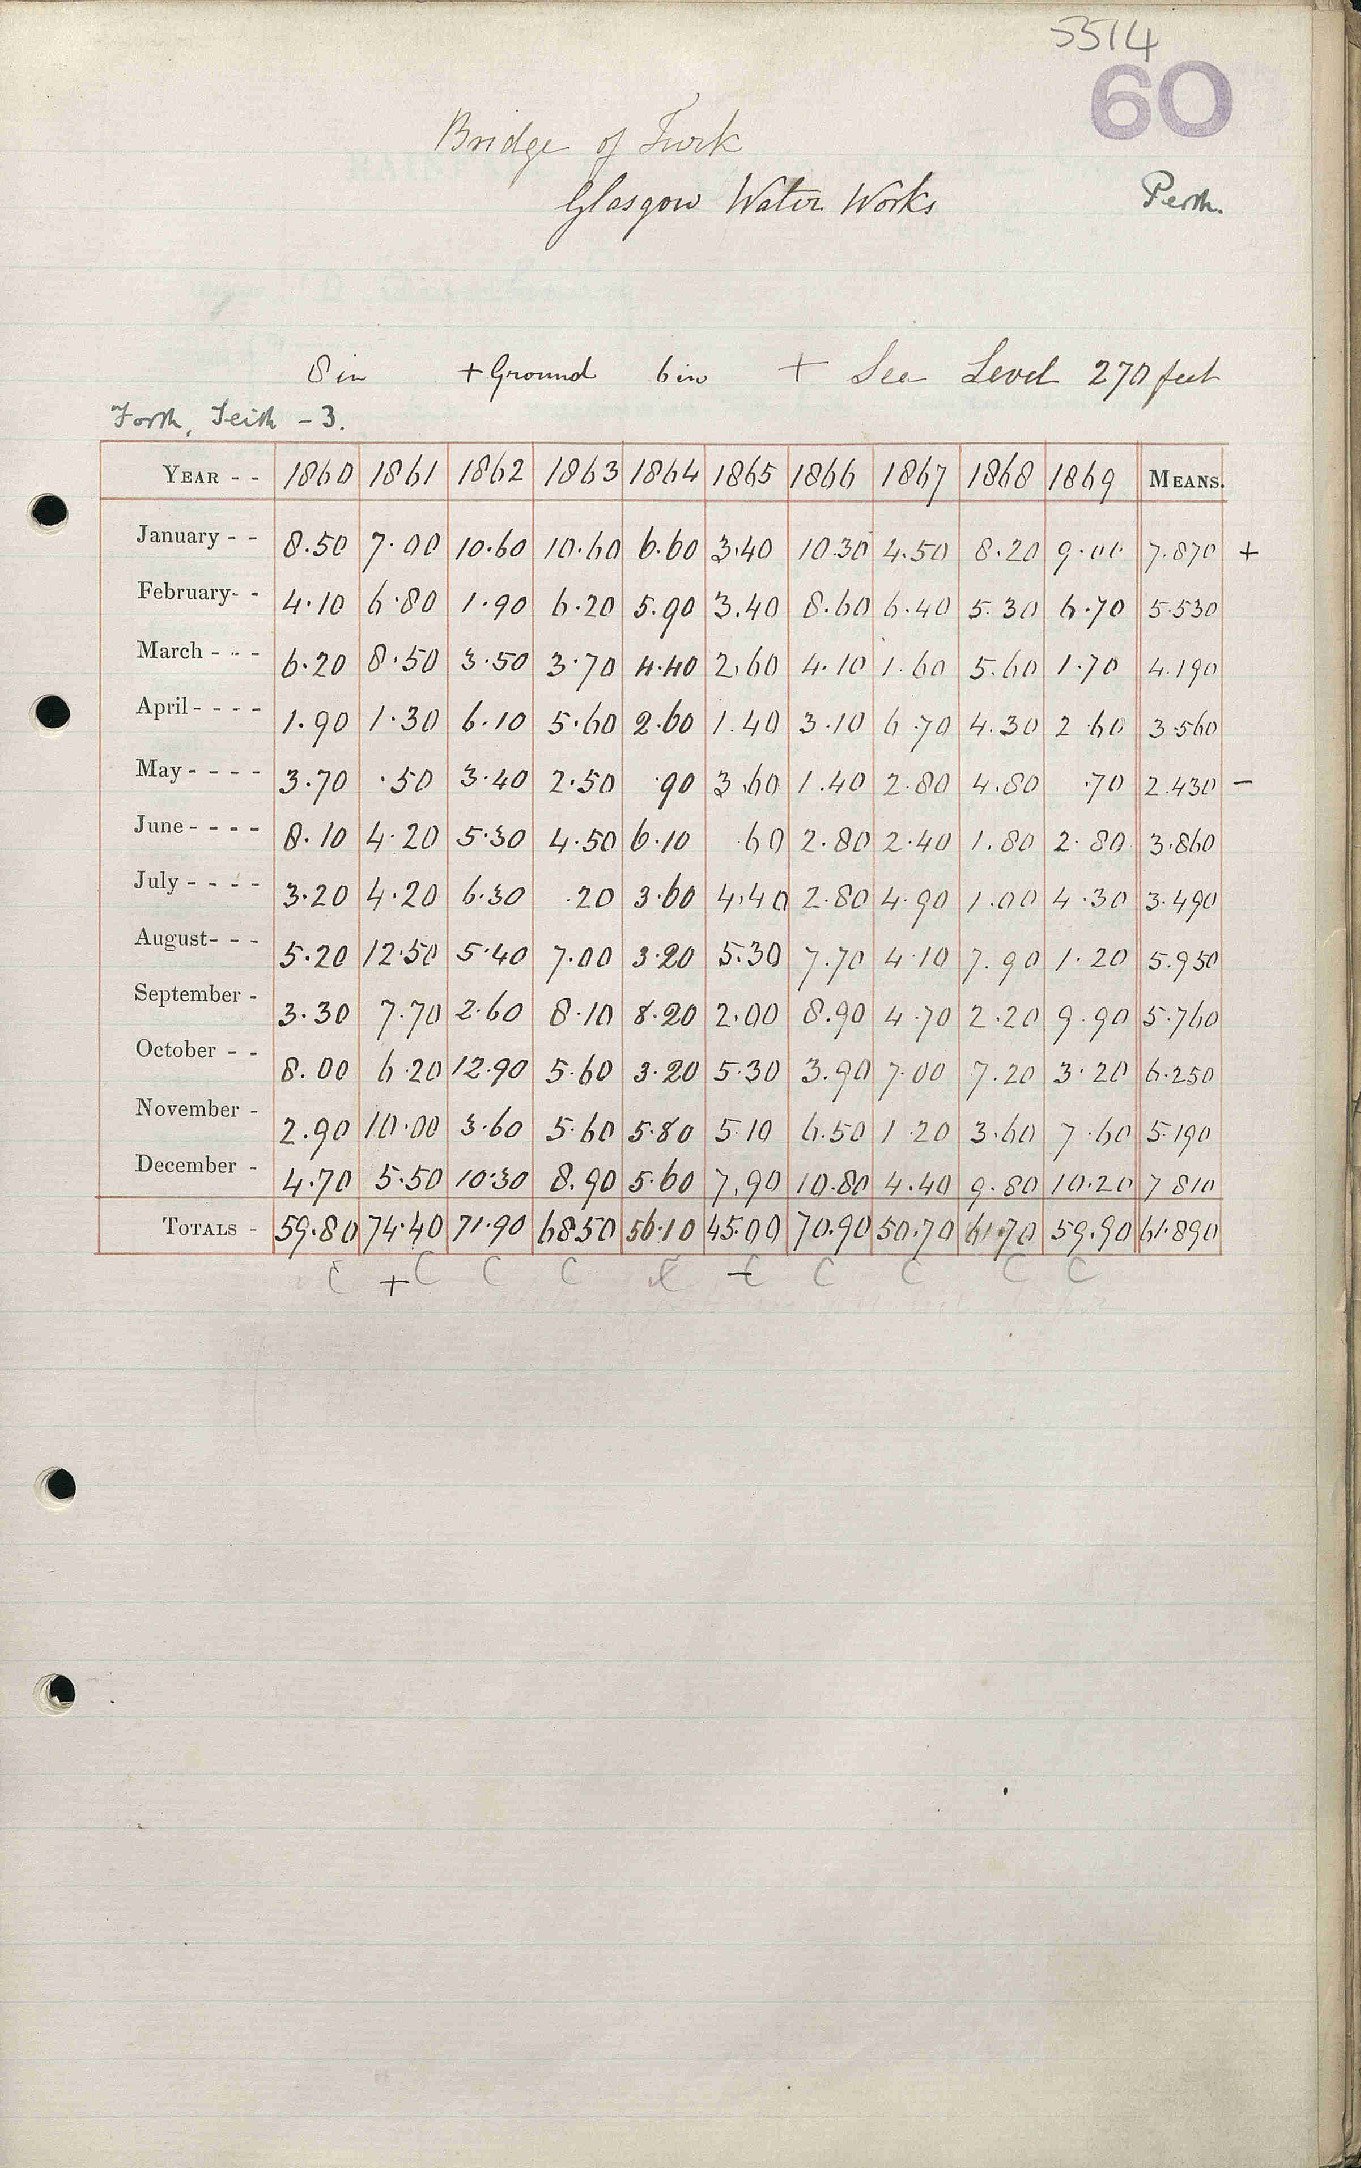 5514
60
Bridge of Turk
Glasgow Water Works Perth.
8 in + Ground 6 in + Sea Level 270 feet
Forth, Teith - 3.
YEAR - - 1860 1861 1862 1863 1864 1865 1866 1867 1868 1869 MEANS.
January - - 8.50 7.00 10.60 10.60 6.60 3.40 10.30 4.50 8.20 9.00 7.870 +
February- - 4.10 6.80 1.90 6.20 5.90 3.40 8.60 6.40 5.30 6.70 5.530
March - - - 6.20 8.50 3.50 3.70 4.40 2.60 4.10 1.60 5.60 1.70 4.190
April - - - - 1.90 1.30 6.10 5.60 2.60 1.40 3.10 6.70 4.30 2.60 3.560
May - - - - 3.70 .50 3.40 2.50 .90 3.60 1.40 2.80 4.80 .70 2.430 -
June - - - - 8.10 4.20 5.30 4.50 6.10 .60 2.80 2.40 1.80 2.80 3.860
July - - - - 3.20 4.20 6.30 .20 3.60 4.40 2.80 4.90 1.00 4.30 3.490
August- - - 5.20 12.50 5.40 7.00 3.20 5.30 7.70 4.10 7.90 1.20 5.950
September - 3.30 7.70 2.60 8.10 8.20 2.00 8.90 4.70 2.20 9.90 5.760
October - - 8.00 6.20 12.90 5.60 3.20 5.30 3.90 7.00 7.20 3.20 6.250
November - 2.90 10.00 3.60 5.60 5.80 5.10 6.50 1.20 3.60 7.60 5.190
December - 4.70 5.50 10.30 8.90 5.60 7.90 10.80 4.40 9.80 10.20 7.810
TOTALS - 59.80 74.40 71.90 68.50 56.10 45.00 70.90 50.70 61.70 59.90 61.890
C + C C C C - C C C C C